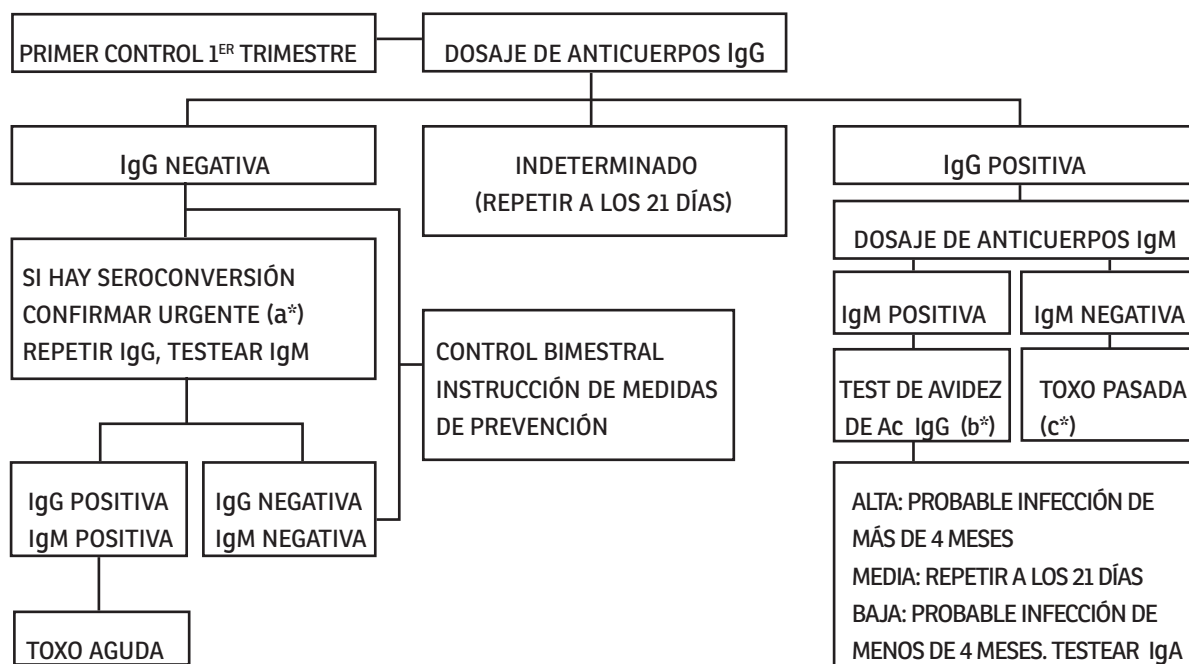 PRIMER CONTROL 1ER TRIMESTRE
DOSAJE DE ANTICUERPOS IgG
IgG NEGATIVA
INDETERMINADO
(REPETIR A LOS 21 DÍAS)
IgG POSITIVA
DOSAJE DE ANTICUERPOS IgM
SI HAY SEROCONVERSIÓN
CONFIRMAR URGENTE (a*)
REPETIR IgG, TESTEAR IgM
CONTROL BIMESTRAL
INSTRUCCIÓN DE MEDIDAS
DE PREVENCIÓN
IgM POSITIVA
IgM NEGATIVA
TEST DE AVIDEZ
DE Ac IgG (b*)
TOXO PASADA
(c*)
IgG POSITIVA
IgM POSITIVA
IgG NEGATIVA
IgM NEGATIVA
TOXO AGUDA
ALTA: PROBABLE INFECCIÓN DE
MÁS DE 4 MESES
MEDIA: REPETIR A LOS 21 DÍAS
BAJA: PROBABLE INFECCIÓN DE
MENOS DE 4 MESES. TESTEAR IgA